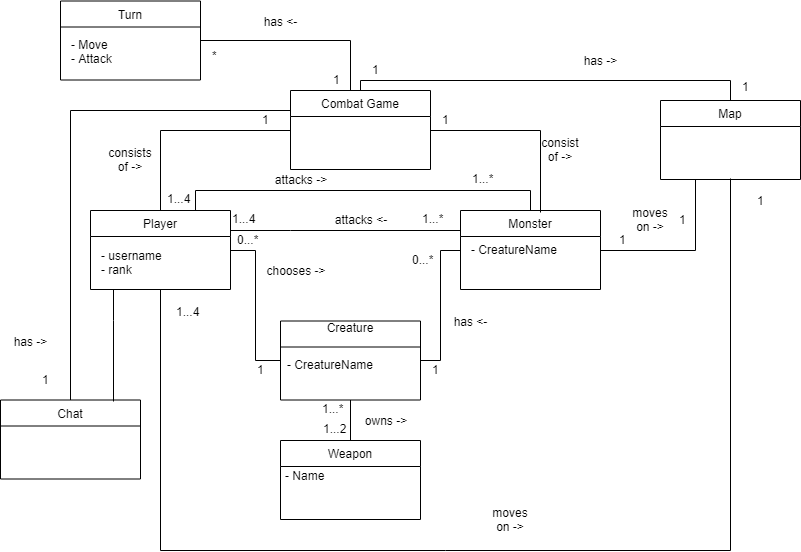 Turn
- Move
- Attack
has <-
*
1
1
has ->
1
Combat Game
Map
1
1
consists
of ->
consist
of ->
attacks ->
1...4
1...*
Player
- username
- rank
1...4
attacks <-
1...*
0...*
Monster
- CreatureName
moves
on ->
1
1
1
chooses ->
0...*
1...4
has ->
1
Creature
- CreatureName
has <-
1
1
Chat
1...*
owns ->
1...2
Weapon
- Name
moves
on ->